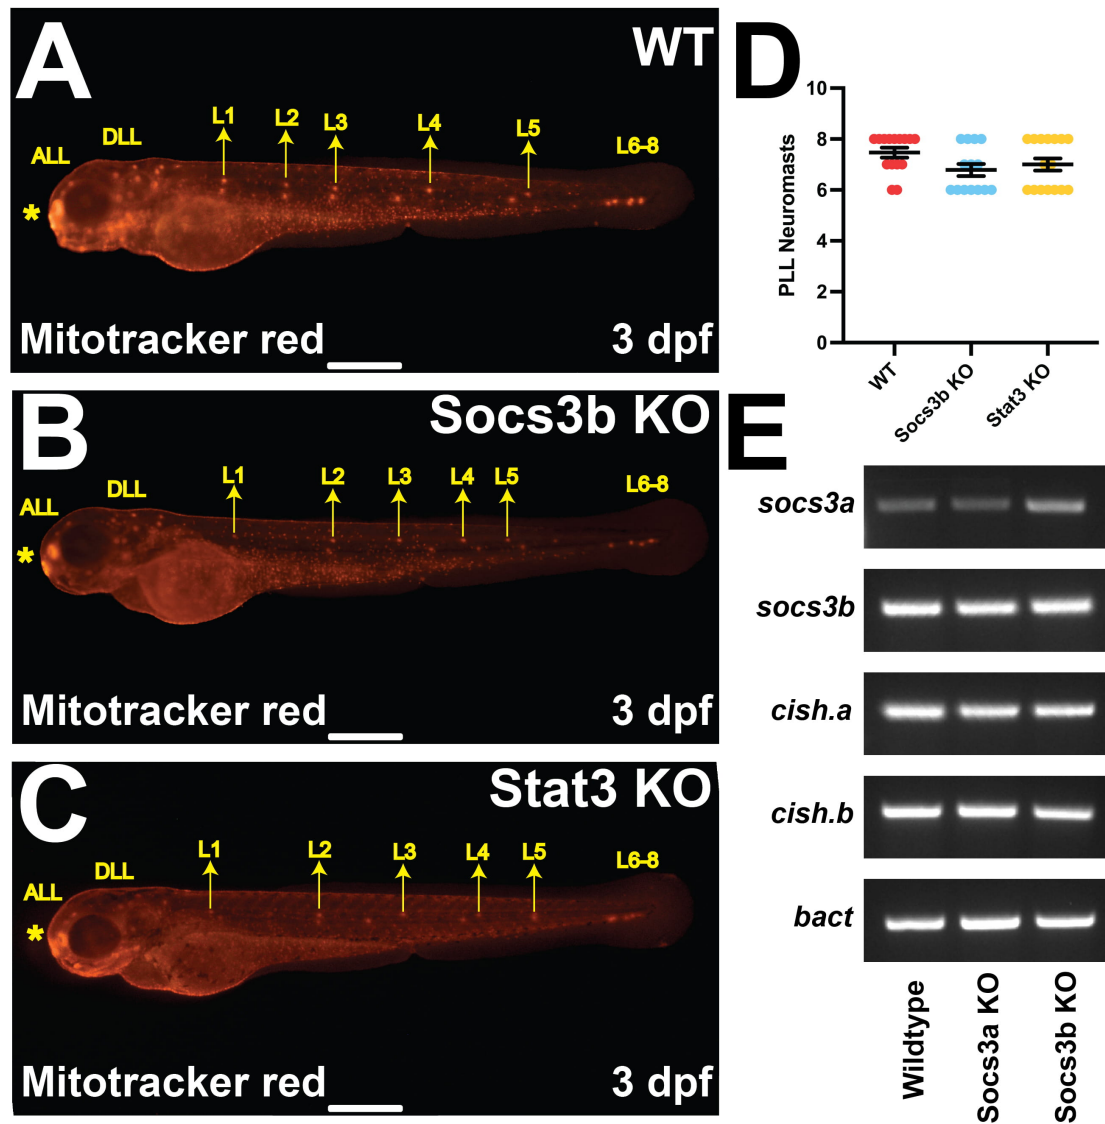 A
WT
L1
L2
L3
L4
L5
L6-8
DLL
ALL
*
Mitotracker red
3 dpf
B
Socs3b KO
L1
L2
L3
L4
L5
L6-8
DLL
ALL
*
Mitotracker red
3 dpf
C
Stat3 KO
L1
L2
L3
L4
L5
L6-8
DLL
ALL
*
Mitotracker red
3 dpf
D
PLL Neuromasts
10
8
6
4
2
0
WT
Socs3b KO
Stat3 KO
E
socs3a
socs3b
cish.a
cish.b
bact
Wildtype
Socs3a KO
Socs3b KO